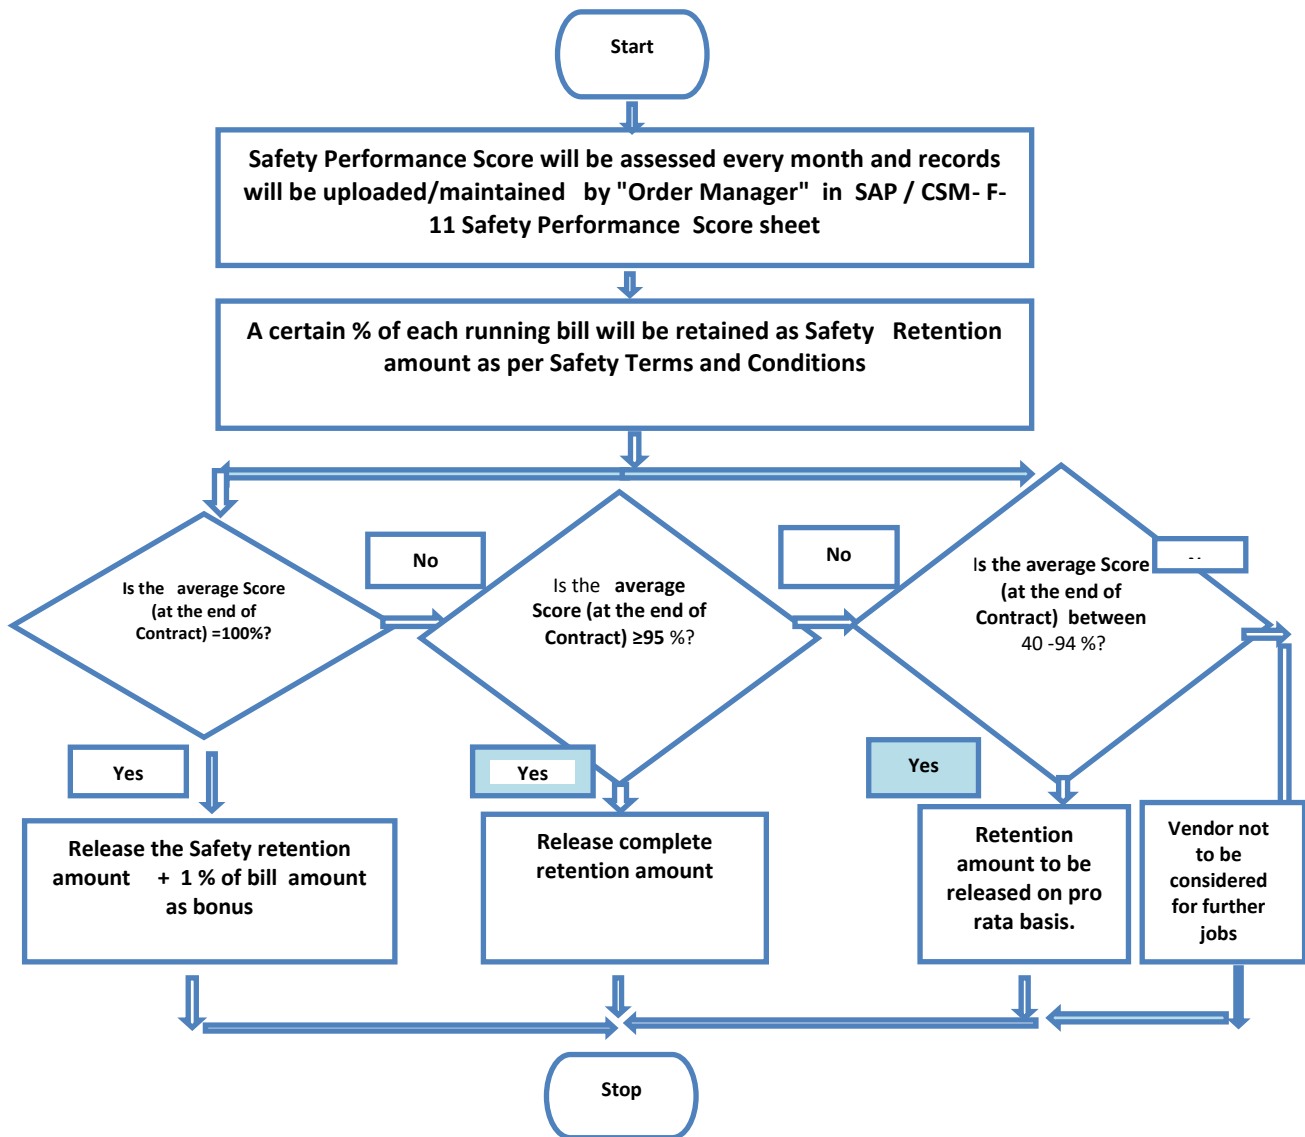 Start
Safety Performance Score will be assessed every month and records
will be uploaded/maintained by "Order Manager" in SAP / CSM- F-
11 Safety Performance Score sheet
A certain % of each running bill will be retained as Safety Retention
amount as per Safety Terms and Conditions
Is the average Score
(at the end of
Contract) =100%?
No
Is the average
Score (at the end of
Contract) ≥95 %?
No
Is the average Score
(at the end of
Contract) between
40 -94 %?
Yes
Yes
Yes
Release the Safety retention
amount + 1 % of bill amount
as bonus
Release complete
retention amount
Retention
amount to be
released on pro
rata basis.
Vendor not
to be
considered
for further
jobs
Stop